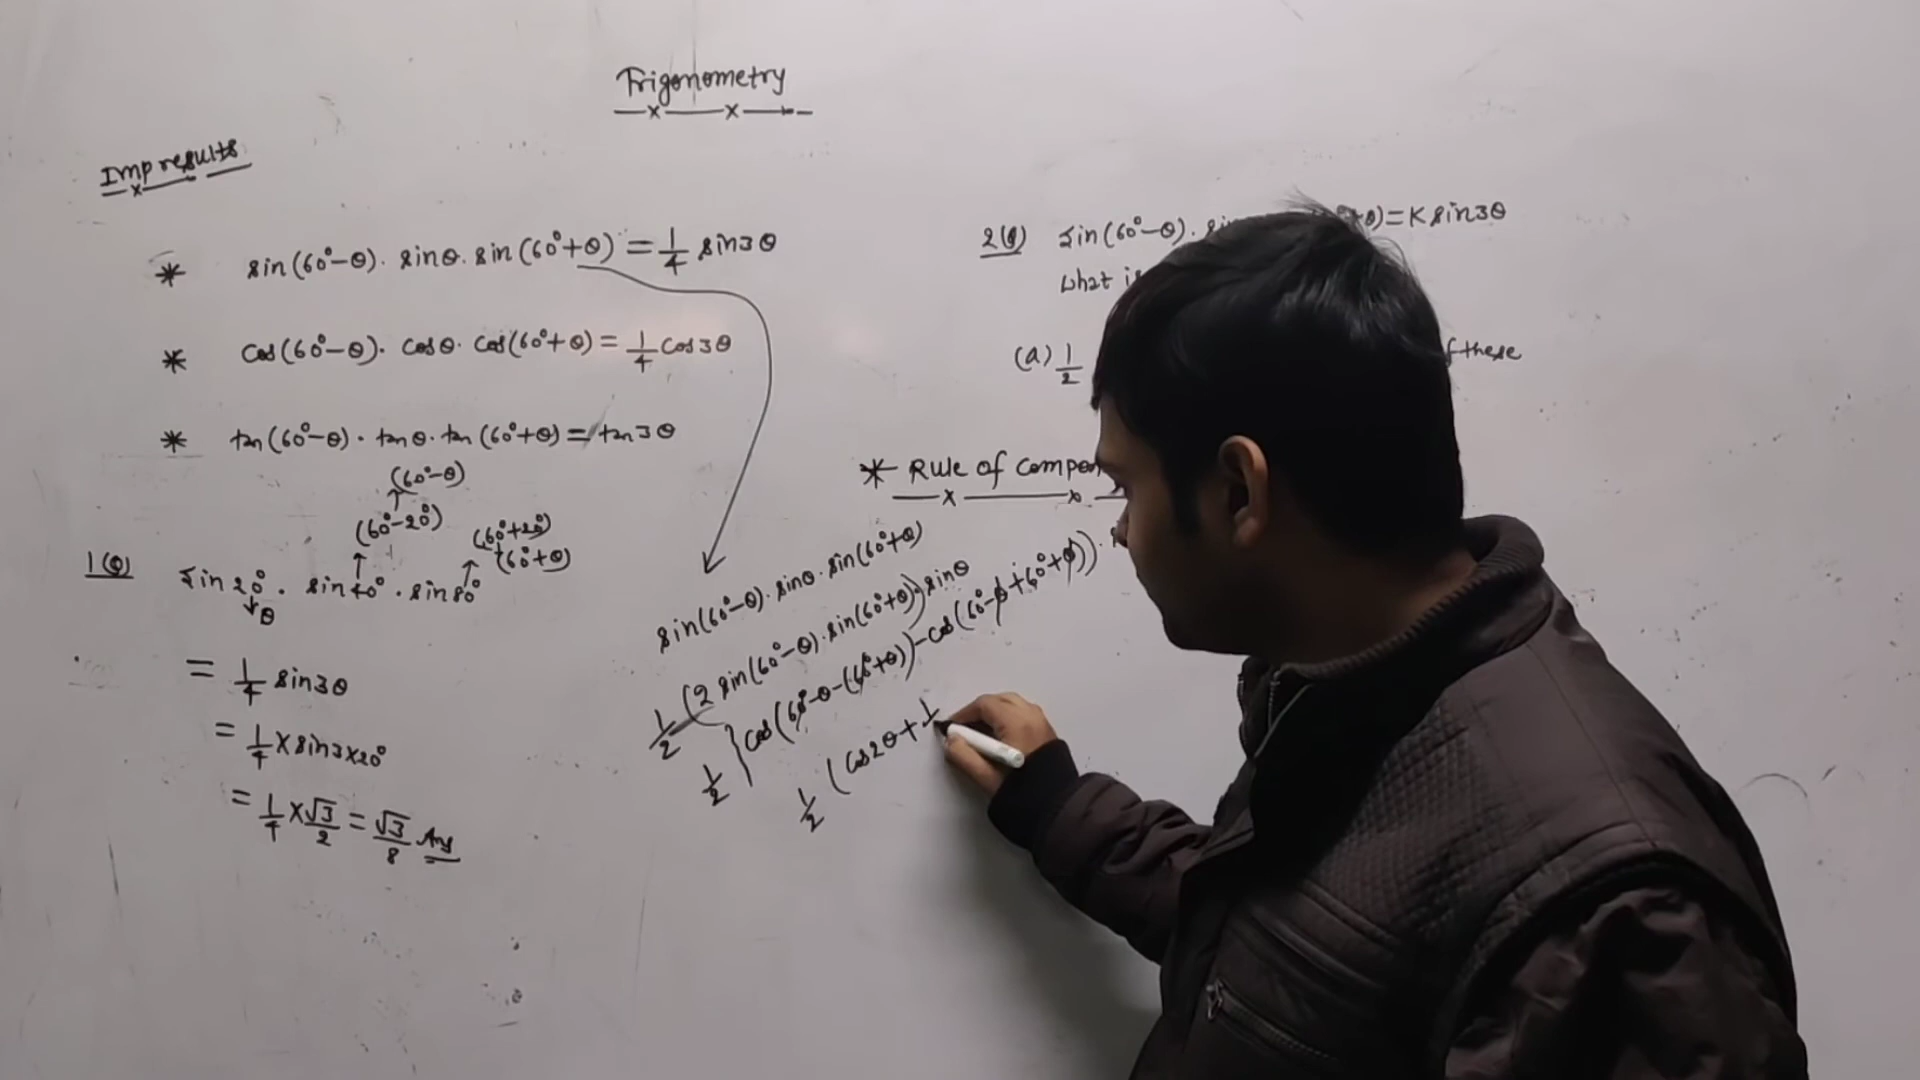 Trigonometry
Imp results
* sin(60°-θ). sinθ. sin(60°+θ) = 1/4 sin3θ
* cos(60°-θ). cosθ. cos(60°+θ) = 1/4 cos3θ
* tan(60°-θ). tanθ. tan(60°+θ) = tan3θ
(60°-θ)
(60°-20°) (60°+20°)
(60°+θ)
1(Q) sin20°. sin40°. sin80°
θ
= 1/4 sin3θ
= 1/4 × sin3×20°
= 1/4 × √3/2 = √3/8 Ans
sin(60°-θ). sinθ. sin(60°+θ)
1/2 (2 sin(60°-θ). sin(60°+θ)) sinθ
1/2 } cos(60°-θ-(60°+θ)) - cos(60°-θ+60°+θ)).
1/2 (cos2θ + 1
2(Q) sin(60°-θ). θ) = K sin3θ
What
(a) 1/2 these
* Rule of